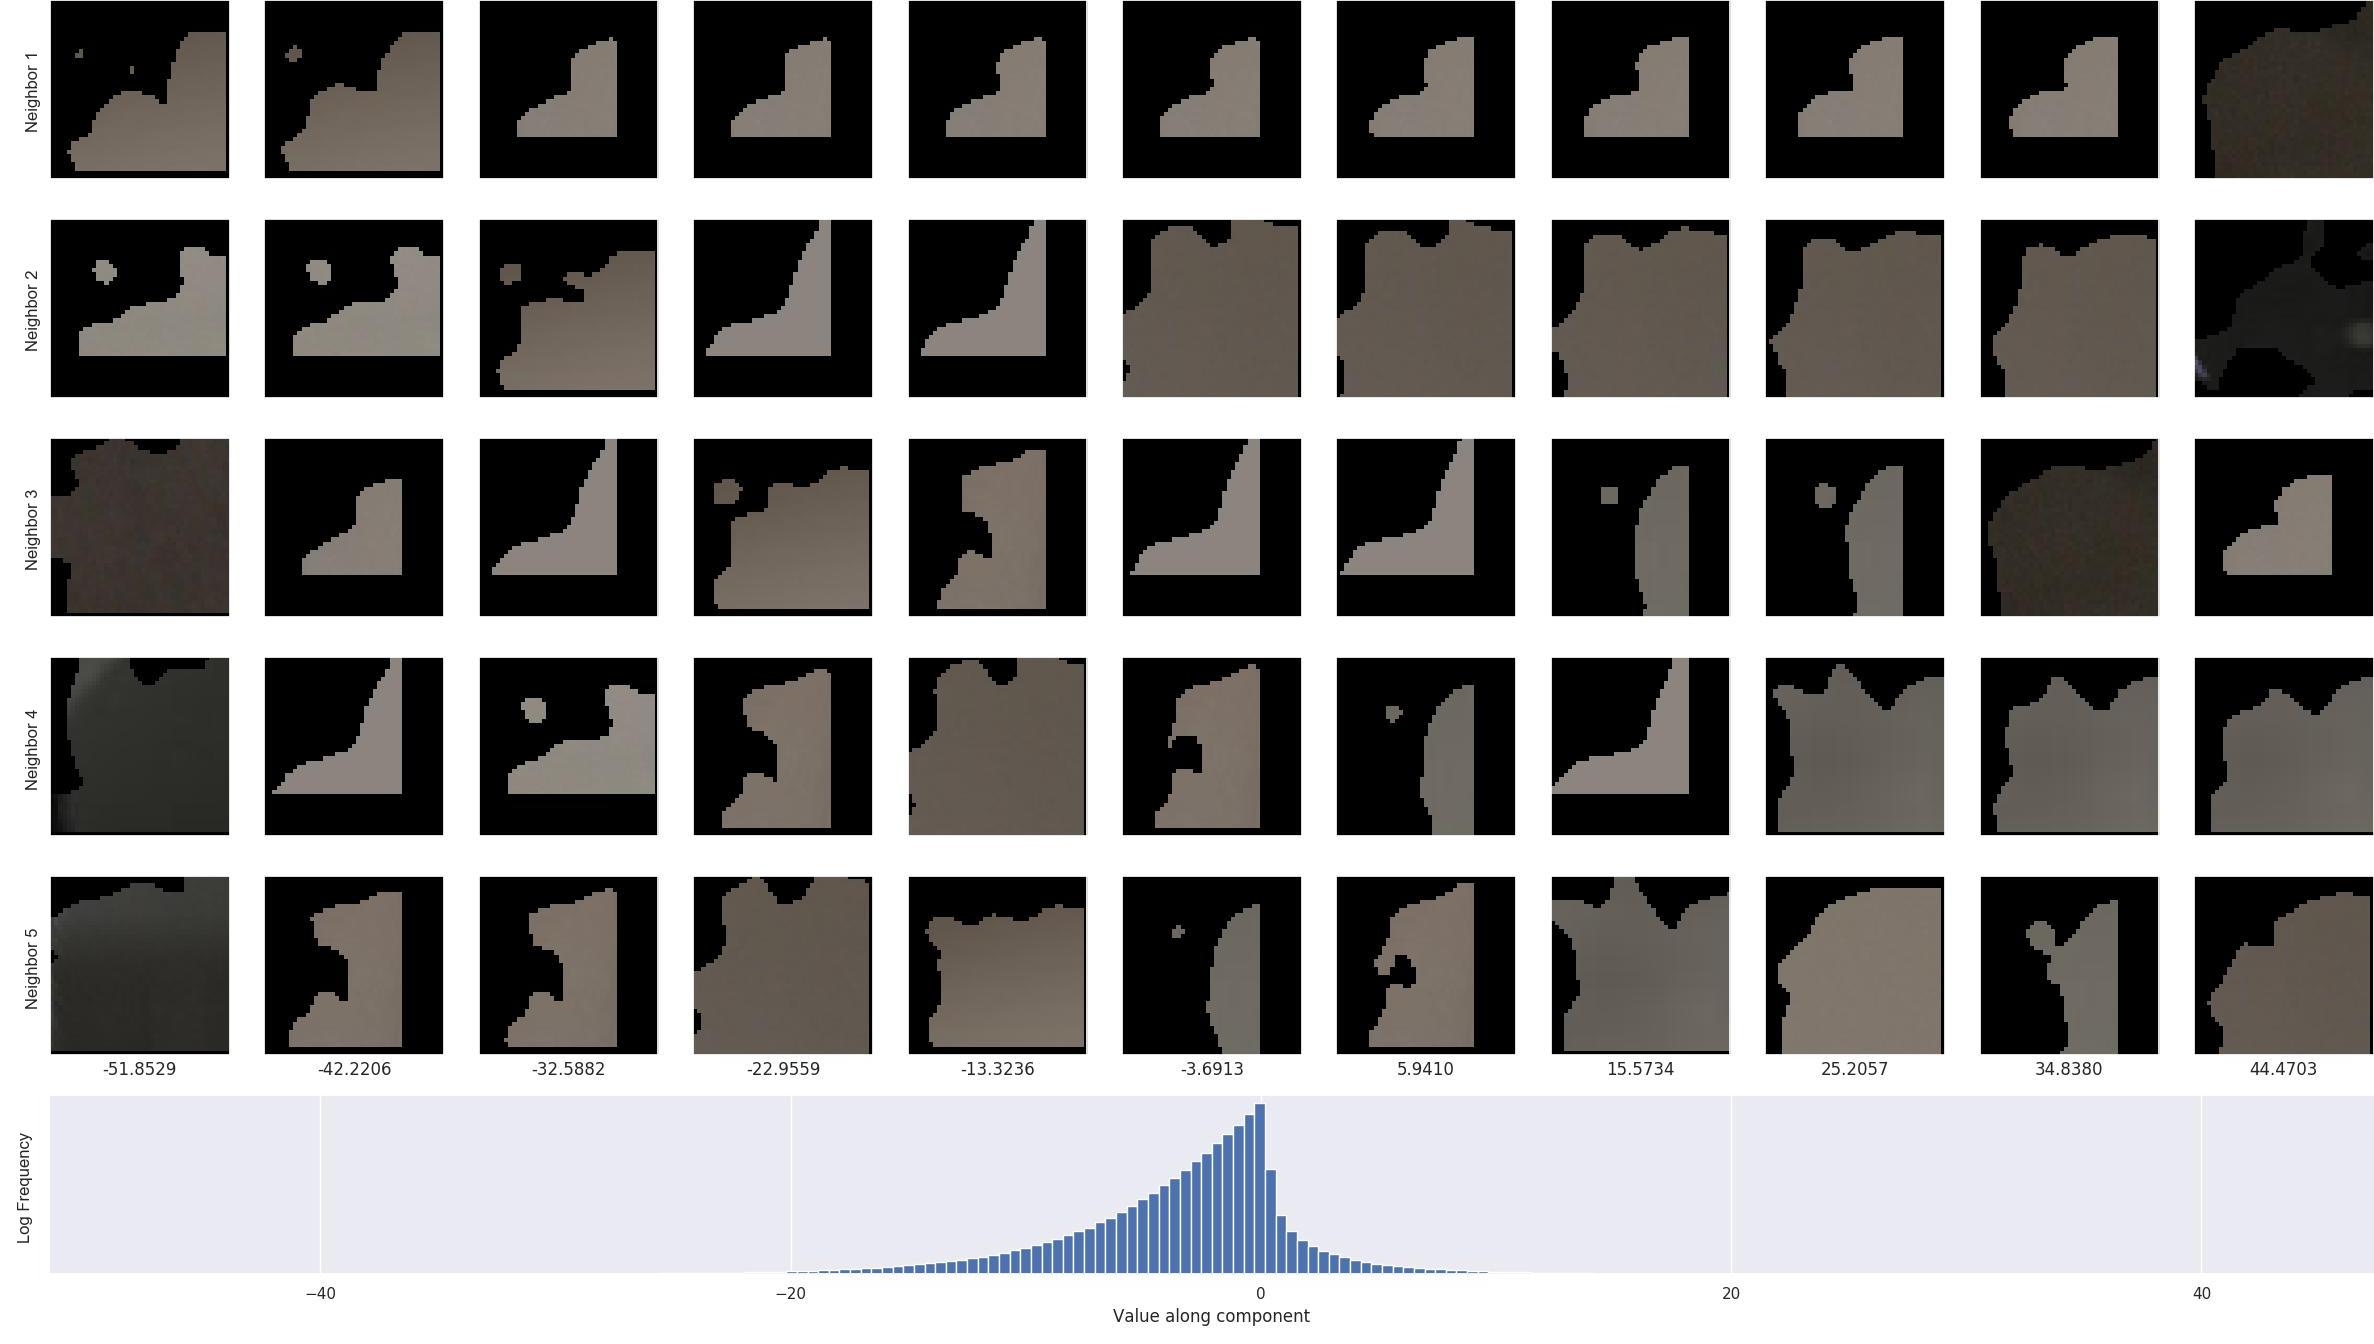 Neighbor 1
Neighbor 2
Neighbor 3
Neighbor 4
Neighbor 5
-51.8529 -42.2206 -32.5882 -22.9559 -13.3236 -3.6913 5.9410 15.5734 25.2057 34.8380 44.4703
Log Frequency
−40 −20 0 20 40
Value along component